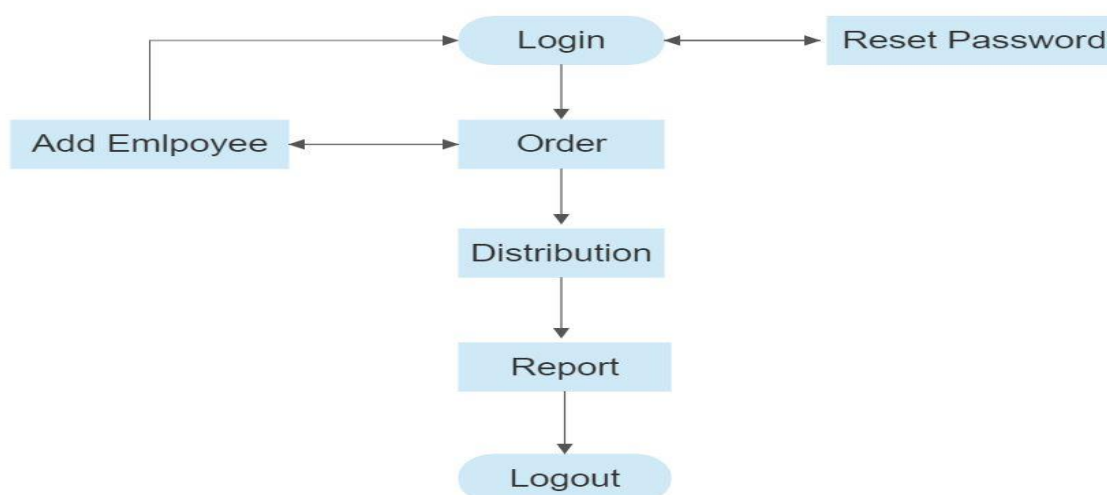 Login
Reset Password
Add Emlpoyee
Order
Distribution
Report
Logout